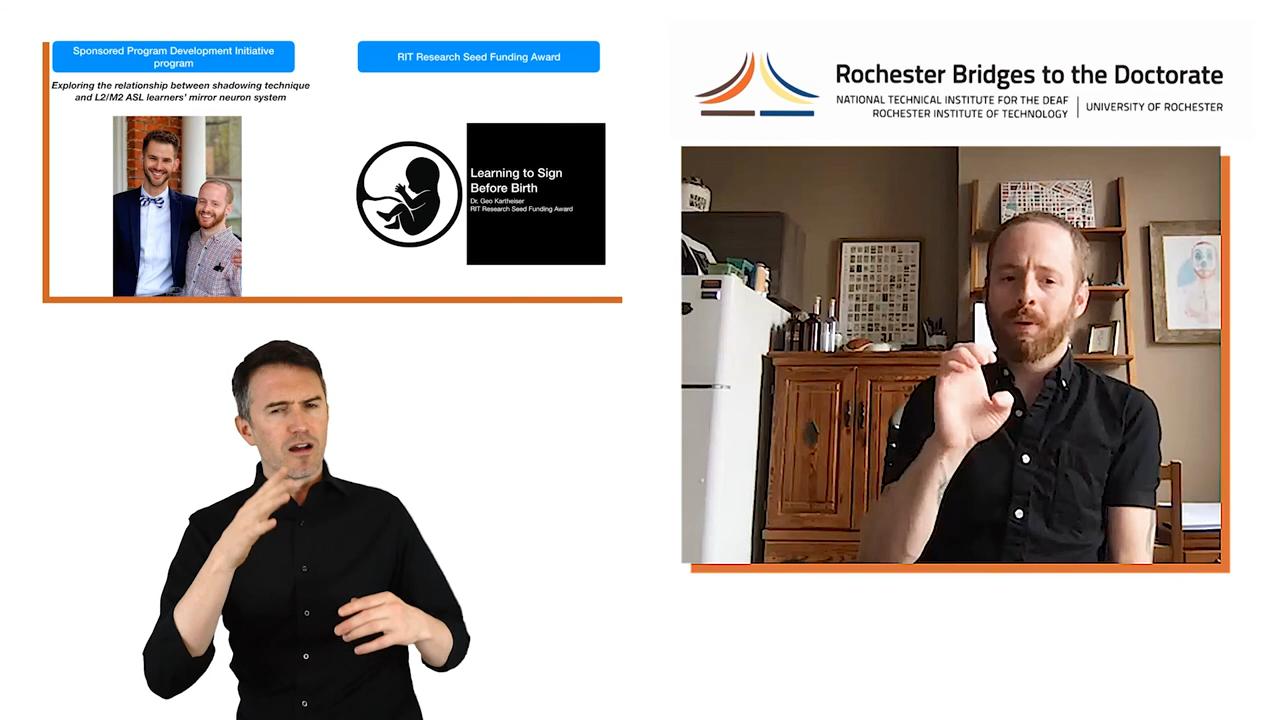 Sponsored Program Development Initiative
program
Exploring the relationship between shadowing technique
and L2/M2 ASL learners' mirror neuron system
RIT Research Seed Funding Award
Learning to Sign
Before Birth
Dr. Geo Kartheiser
RIT Research Seed Funding Award
Rochester Bridges to the Doctorate
NATIONAL TECHNICAL INSTITUTE FOR THE DEAF
ROCHESTER INSTITUTE OF TECHNOLOGY
UNIVERSITY OF ROCHESTER